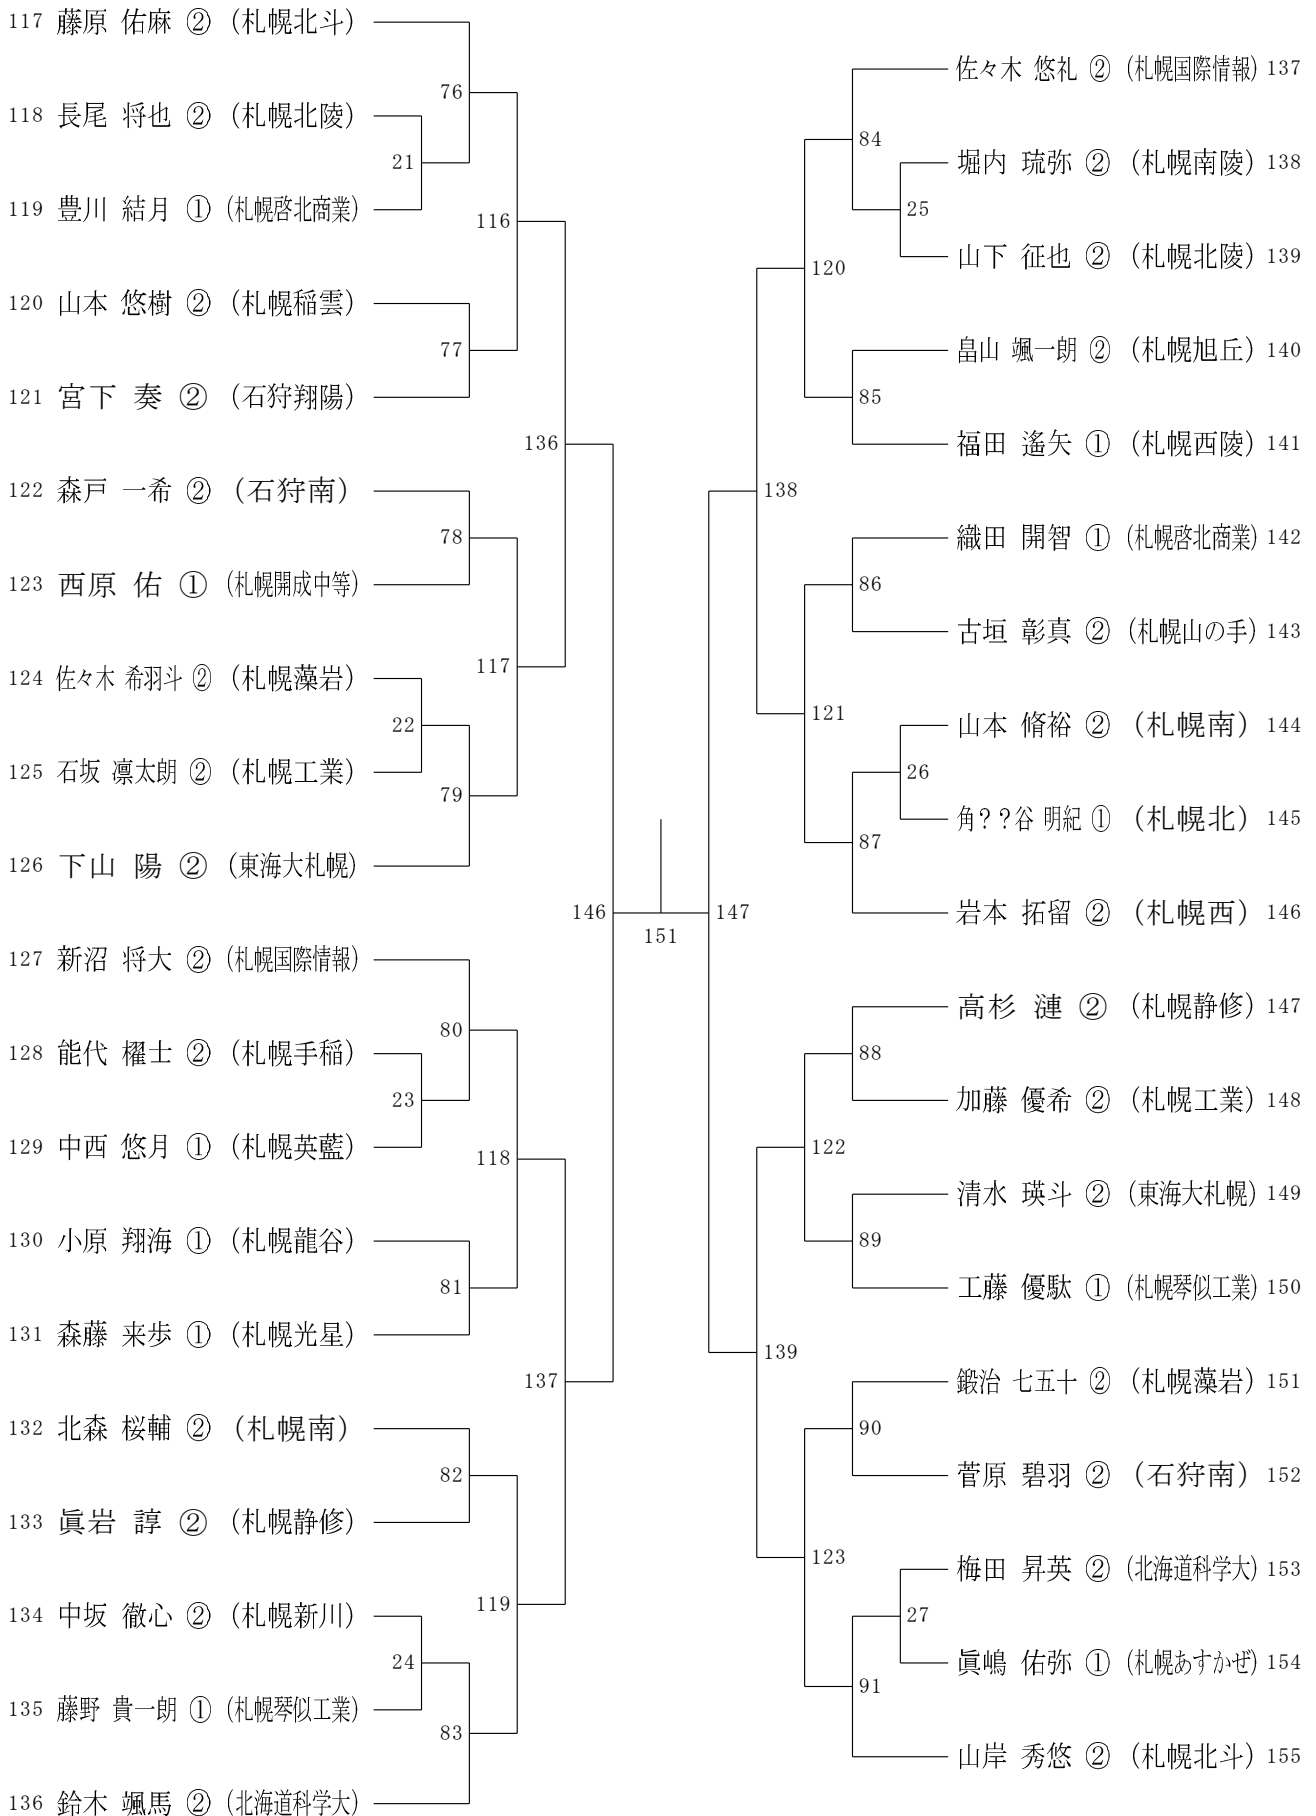 117 藤原 佑麻 ② (札幌北斗)
118 長尾 将也 ② (札幌北陵)
119 豊川 結月 ① (札幌啓北商業)
120 山本 悠樹 ② (札幌稲雲)
121 宮下 奏 ② (石狩翔陽)
122 森戸 一希 ② (石狩南)
123 西原 佑 ① (札幌開成中等)
124 佐々木 希羽斗 ② (札幌藻岩)
125 石坂 凛太朗 ② (札幌工業)
126 下山 陽 ② (東海大札幌)
127 新沼 将大 ② (札幌国際情報)
128 能代 櫂士 ② (札幌手稲)
129 中西 悠月 ① (札幌英藍)
130 小原 翔海 ① (札幌龍谷)
131 森藤 来歩 ① (札幌光星)
132 北森 桜輔 ② (札幌南)
133 眞岩 諄 ② (札幌静修)
134 中坂 徹心 ② (札幌新川)
135 藤野 貴一朗 ① (札幌琴似工業)
136 鈴木 颯馬 ② (北海道科学大)
76
21
116
77
136
78
117
22
79
146
80
23
118
81
137
82
119
24
83
151
147
84
25
120
85
138
86
121
26
87
88
122
89
139
90
123
27
91
佐々木 悠礼 ② (札幌国際情報) 137
堀内 琉弥 ② (札幌南陵) 138
山下 征也 ② (札幌北陵) 139
畠山 颯一朗 ② (札幌旭丘) 140
福田 遙矢 ① (札幌西陵) 141
織田 開智 ① (札幌啓北商業) 142
古垣 彰真 ② (札幌山の手) 143
山本 脩裕 ② (札幌南) 144
角??谷 明紀 ① (札幌北) 145
岩本 拓留 ② (札幌西) 146
高杉 漣 ② (札幌静修) 147
加藤 優希 ② (札幌工業) 148
清水 瑛斗 ② (東海大札幌) 149
工藤 優駄 ① (札幌琴似工業) 150
鍛治 七五十 ② (札幌藻岩) 151
菅原 碧羽 ② (石狩南) 152
梅田 昇英 ② (北海道科学大) 153
眞嶋 佑弥 ① (札幌あすかぜ) 154
山岸 秀悠 ② (札幌北斗) 155